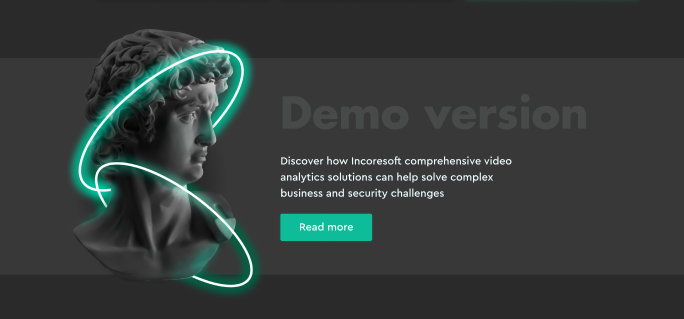 Demo version
Discover how Incoresoft comprehensive video
analytics solutions can help solve complex
business and security challenges
Read more